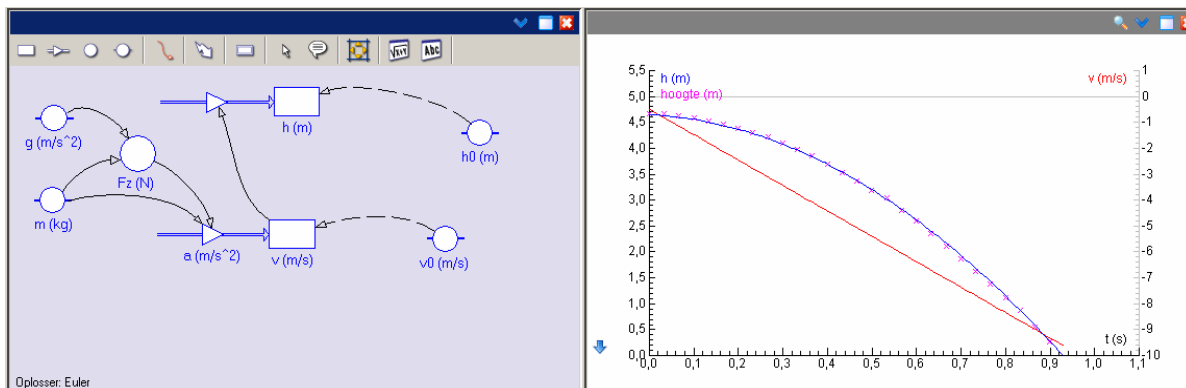 √x+y Abc
g (m/s^2)
Fz (N)
m (kg)
a (m/s^2)
h (m)
h0 (m)
v (m/s)
v0 (m/s)
Oplosser: Euler
h (m)
hoogte (m)
v (m/s)
5,5
5,0
4,5
4,0
3,5
3,0
2,5
2,0
1,5
1,0
0,5
0,0
1
0
-1
-2
-3
-4
-5
-6
-7
-8
-9
-10
t (s)
0,0 0,1 0,2 0,3 0,4 0,5 0,6 0,7 0,8 0,9 1,0 1,1